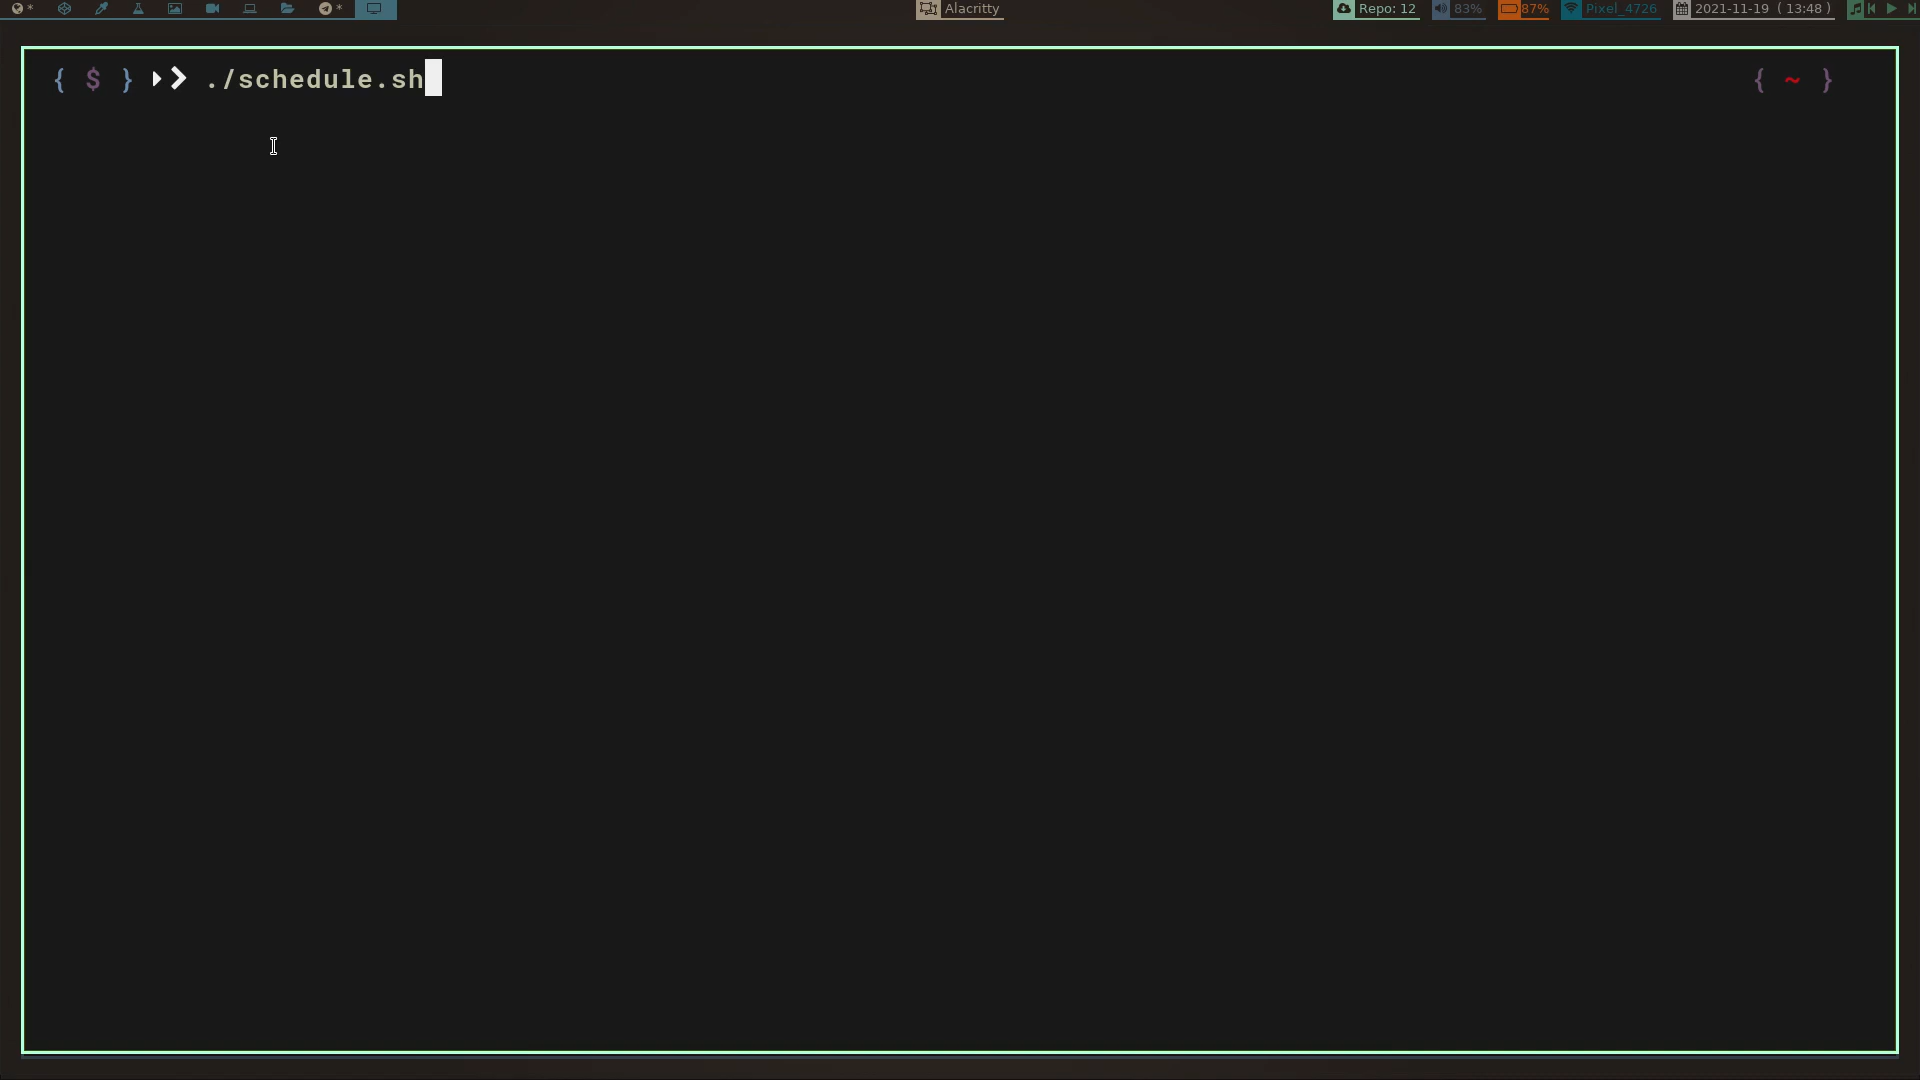 * * Alacritty Repo: 12 83% 87% Pixel_4726 2021-11-19 ( 13:48 )
{ $ } ./schedule.sh { ~ }